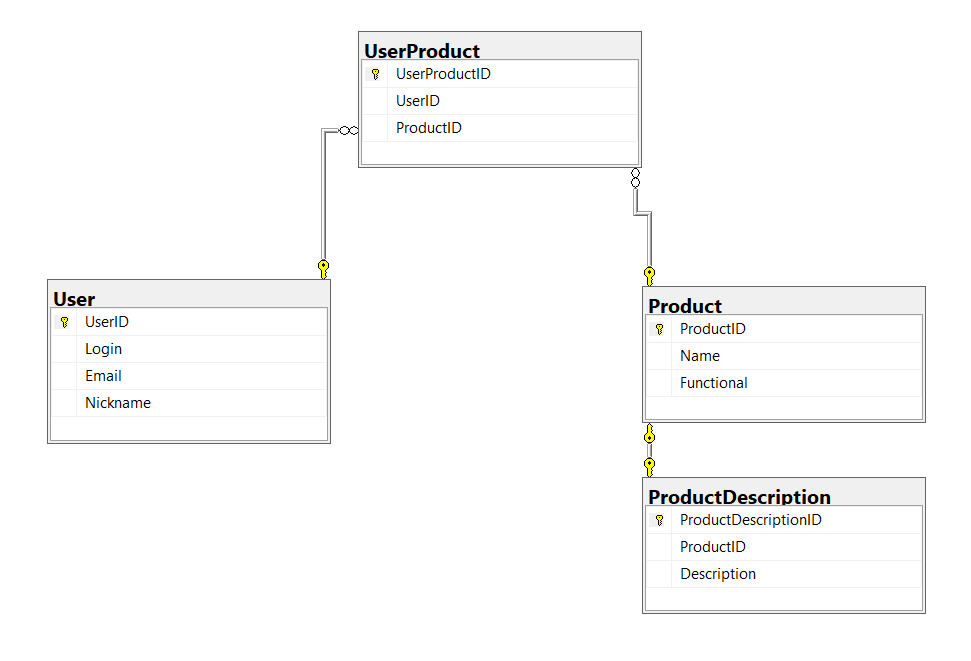 UserProduct
UserProductID
UserID
ProductID
User
UserID
Login
Email
Nickname
Product
ProductID
Name
Functional
ProductDescription
ProductDescriptionID
ProductID
Description